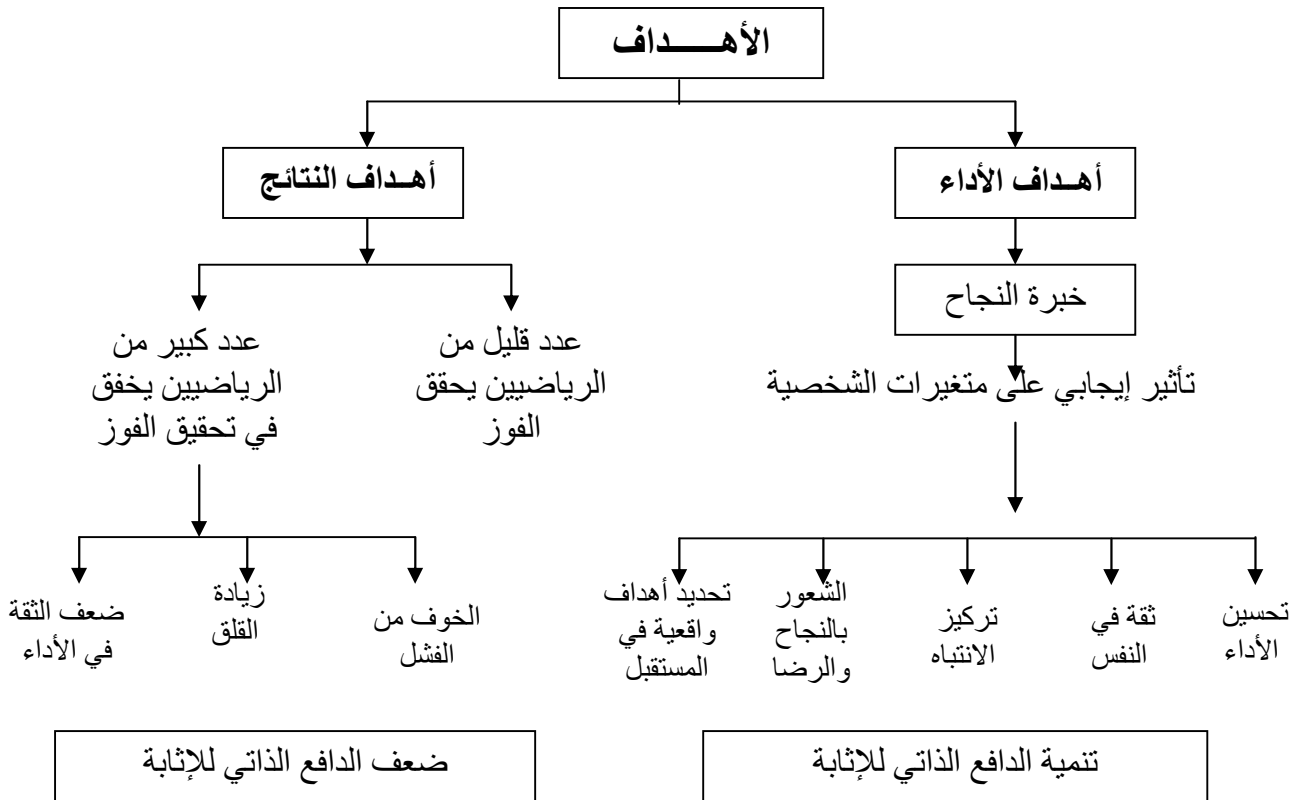 الأهـــــداف
أهـداف الأداء
أهـداف النتائج
خبرة النجاح
تأثير إيجابي على متغيرات الشخصية
عدد قليل من
الرياضيين يحقق
الفوز
عدد كبير من
الرياضيين يخفق
في تحقيق الفوز
تحسين
الأداء
ثقة في
النفس
تركيز
الانتباه
الشعور
بالنجاح
والرضا
تحديد أهداف
واقعية في
المستقبل
الخوف من
الفشل
زيادة
القلق
ضعف الثقة
في الأداء
تنمية الدافع الذاتي للإثابة
ضعف الدافع الذاتي للإثابة